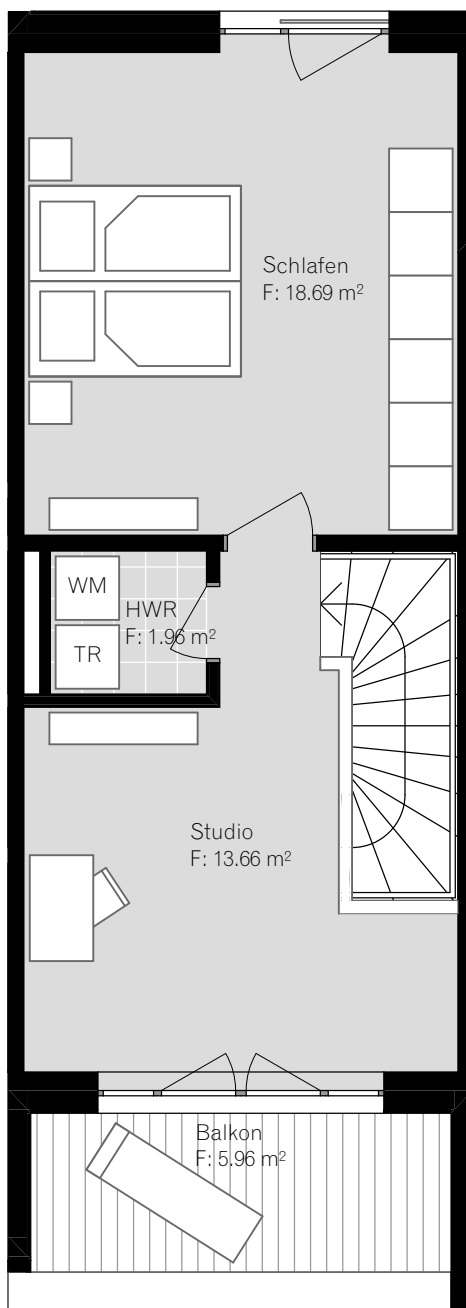 Schlafen
F: 18.69 m²
WM
HWR
F: 1.96 m²
TR
Studio
F: 13.66 m²
Balkon
F: 5.96 m²